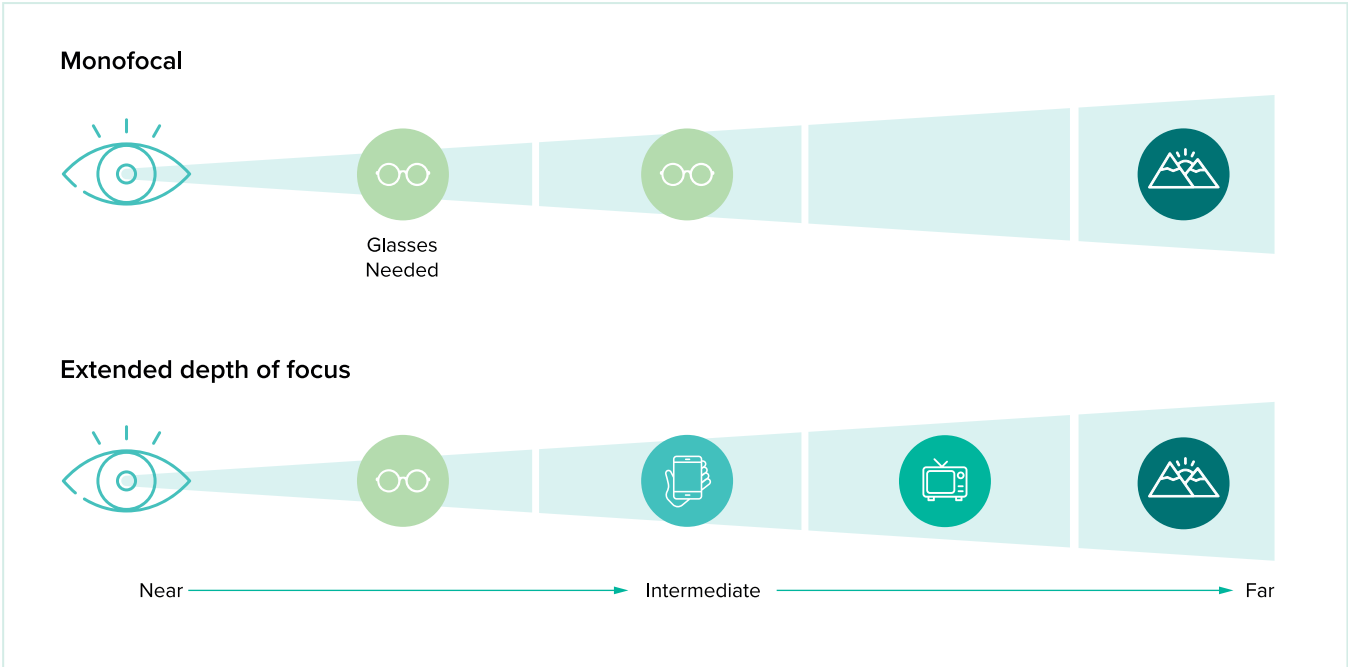 Monofocal
Glasses
Needed
Extended depth of focus
Near Intermediate Far